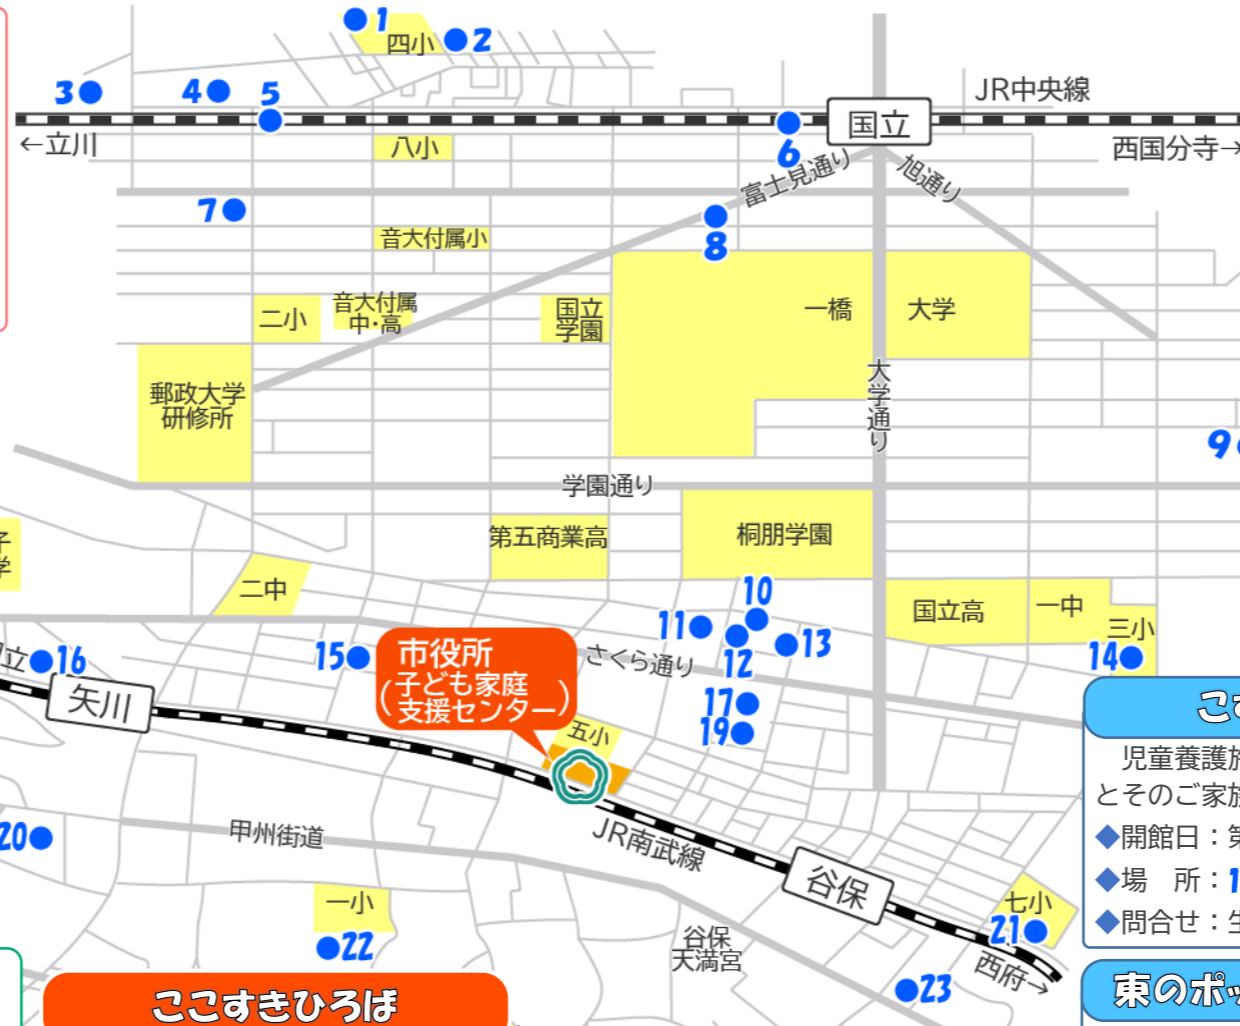 1
四小
2
3
4
5
JR中央線
国立
←立川
八小
6
西国分寺→
富士見通り
旭通り
7
8
音大付属小
二小
音大付属
中・高
国立
学園
一橋
大学
郵政大学
研修所
大学通り
9
学園通り
第五商業高
桐朋学園
子
学
二中
10
国立高
一中
三小
11
12
13
14
15
市役所
(子ども家庭
支援センター)
さくら通り
立
16
矢川
17
19
五小
こ
児童養護施
とそのご家族
◆開館日：第
◆場　所：1
◆問合せ：生
20
甲州街道
JR南武線
谷保
七小
21
一小
22
谷保
天満宮
西府→
23
ここすきひろば
東のポッ